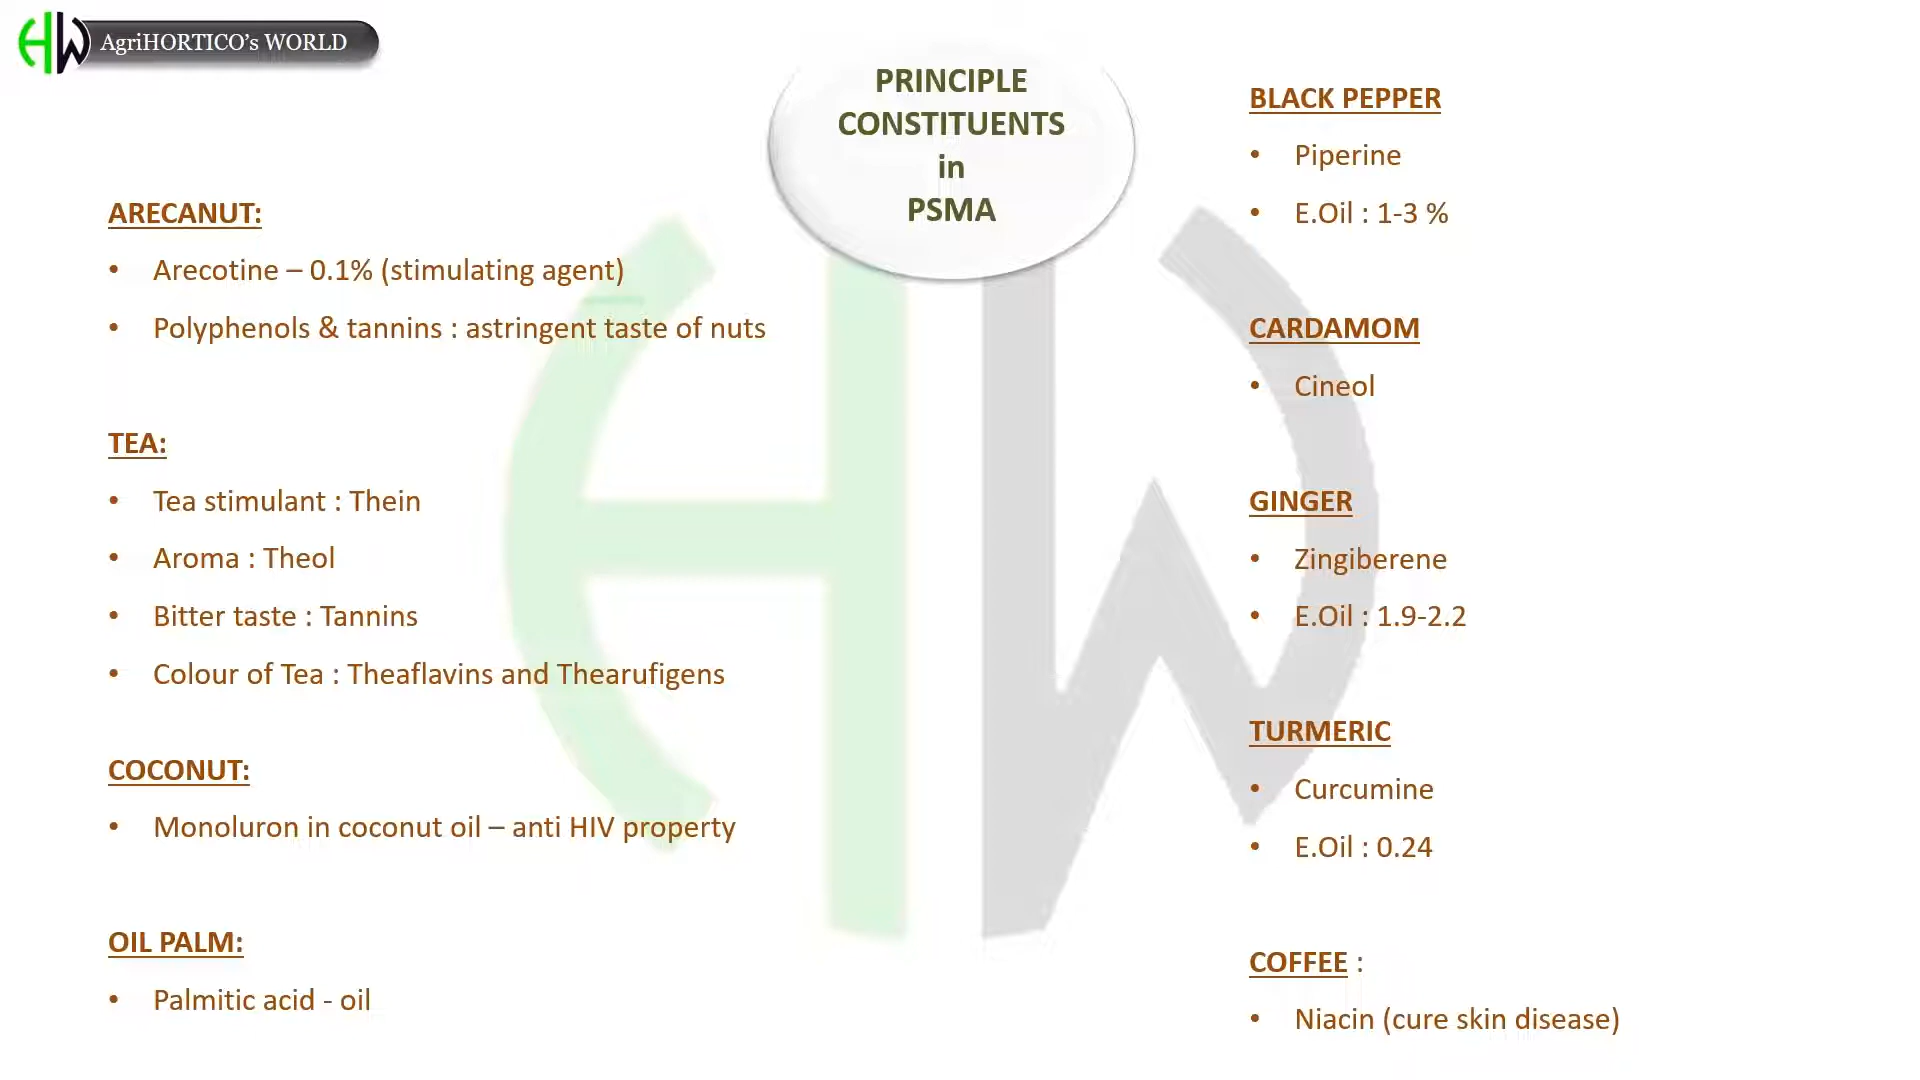 AgriHORTICO's WORLD
PRINCIPLE
CONSTITUENTS
in
PSMA
ARECANUT:
• Arecotine – 0.1% (stimulating agent)
• Polyphenols & tannins : astringent taste of nuts
TEA:
• Tea stimulant : Thein
• Aroma : Theol
• Bitter taste : Tannins
• Colour of Tea : Theaflavins and Thearufigens
COCONUT:
• Monoluron in coconut oil – anti HIV property
OIL PALM:
• Palmitic acid - oil
BLACK PEPPER
• Piperine
• E.Oil : 1-3 %
CARDAMOM
• Cineol
GINGER
• Zingiberene
• E.Oil : 1.9-2.2
TURMERIC
• Curcumine
• E.Oil : 0.24
COFFEE :
• Niacin (cure skin disease)